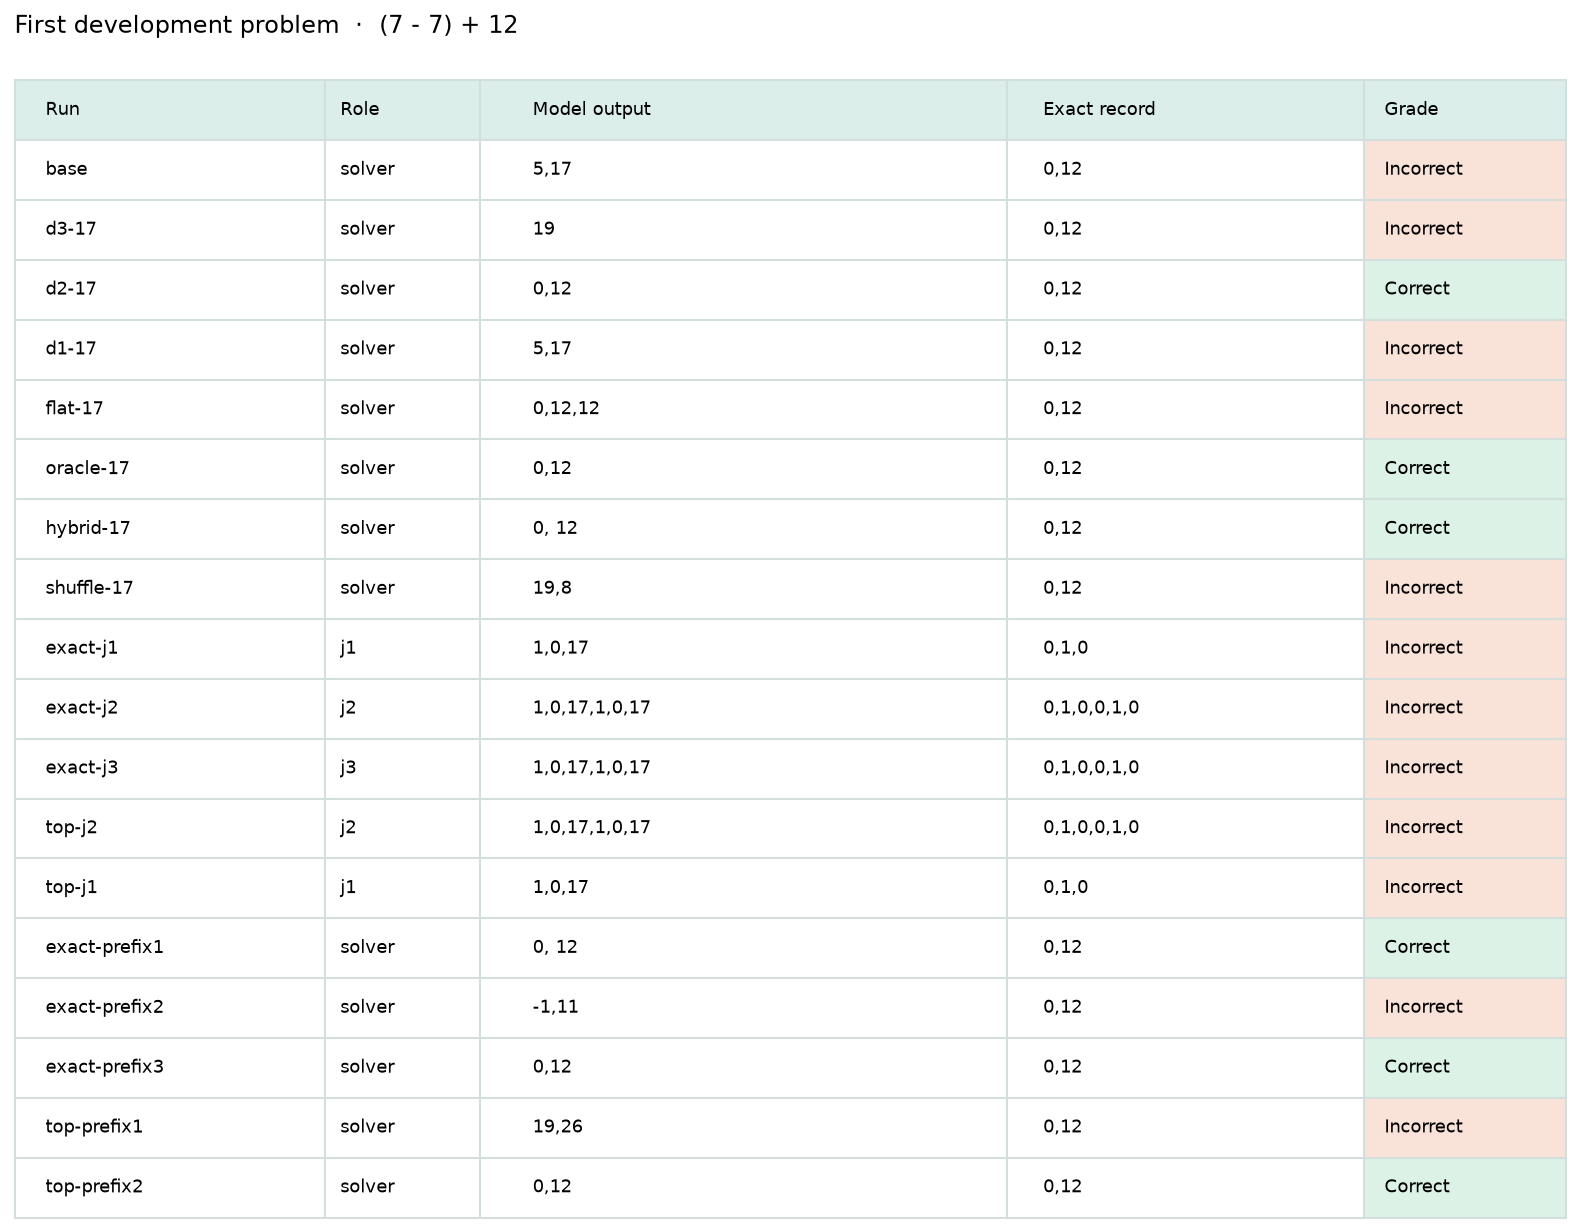 First development problem · (7 - 7) + 12
Run Role Model output Exact record Grade
base solver 5,17 0,12 Incorrect
d3-17 solver 19 0,12 Incorrect
d2-17 solver 0,12 0,12 Correct
d1-17 solver 5,17 0,12 Incorrect
flat-17 solver 0,12,12 0,12 Incorrect
oracle-17 solver 0,12 0,12 Correct
hybrid-17 solver 0, 12 0,12 Correct
shuffle-17 solver 19,8 0,12 Incorrect
exact-j1 j1 1,0,17 0,1,0 Incorrect
exact-j2 j2 1,0,17,1,0,17 0,1,0,0,1,0 Incorrect
exact-j3 j3 1,0,17,1,0,17 0,1,0,0,1,0 Incorrect
top-j2 j2 1,0,17,1,0,17 0,1,0,0,1,0 Incorrect
top-j1 j1 1,0,17 0,1,0 Incorrect
exact-prefix1 solver 0, 12 0,12 Correct
exact-prefix2 solver -1,11 0,12 Incorrect
exact-prefix3 solver 0,12 0,12 Correct
top-prefix1 solver 19,26 0,12 Incorrect
top-prefix2 solver 0,12 0,12 Correct